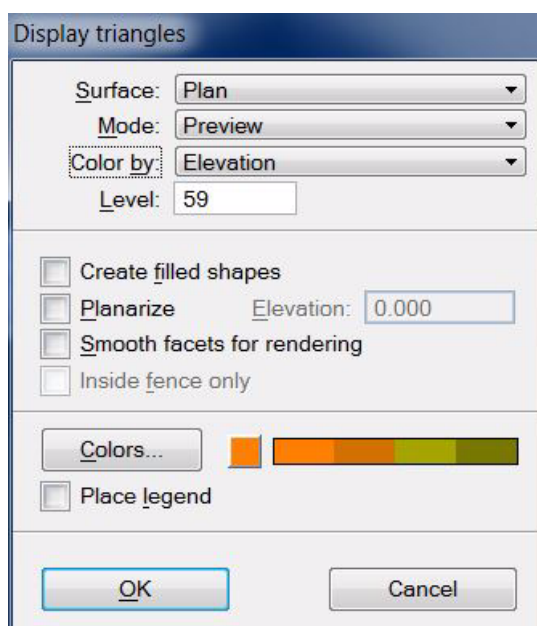 Display triangles
Surface: Plan
Mode: Preview
Color by: Elevation
Level: 59
Create filled shapes
Planarize Elevation: 0.000
Smooth facets for rendering
Inside fence only
Colors...
Place legend
OK Cancel